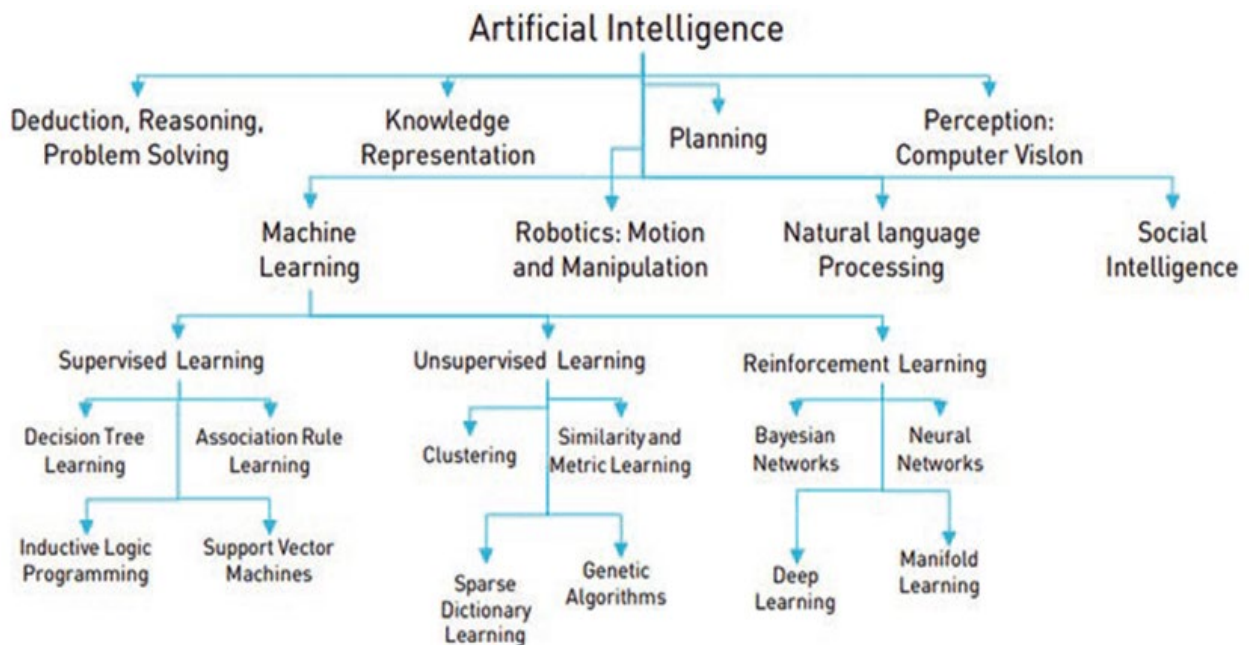 Artificial Intelligence
Deduction, Reasoning,
Problem Solving
Knowledge
Representation
Planning
Perception:
Computer Vislon
Machine
Learning
Robotics: Motion
and Manipulation
Natural language
Processing
Social
Intelligence
Supervised Learning
Unsupervised Learning
Reinforcement Learning
Decision Tree
Learning
Association Rule
Learning
Clustering
Similarity and
Metric Learning
Bayesian
Networks
Neural
Networks
Inductive Logic
Programming
Support Vector
Machines
Sparse
Dictionary
Learning
Genetic
Algorithms
Deep
Learning
Manifold
Learning